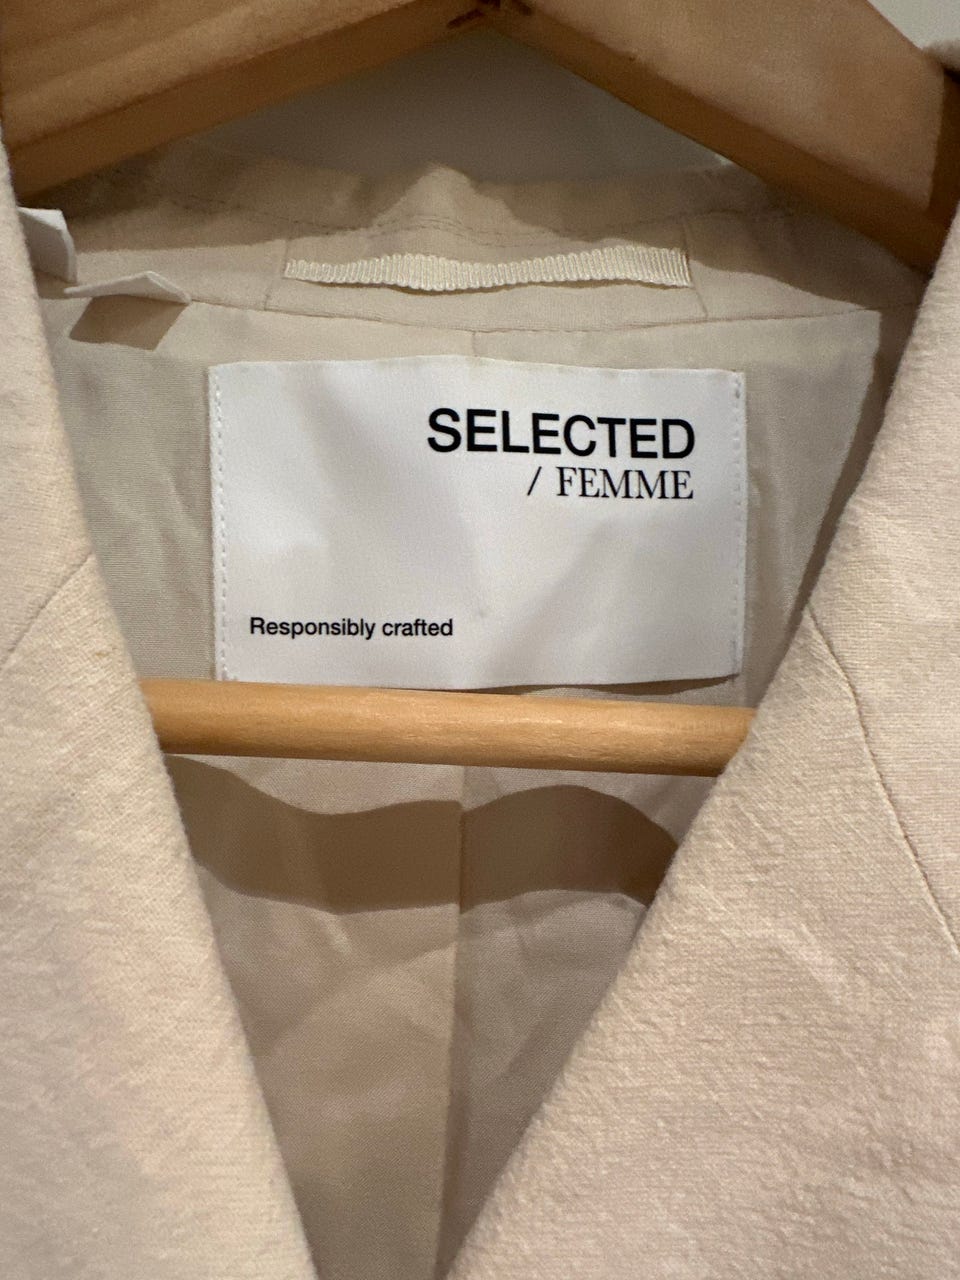 SELECTED
/ FEMME
Responsibly crafted